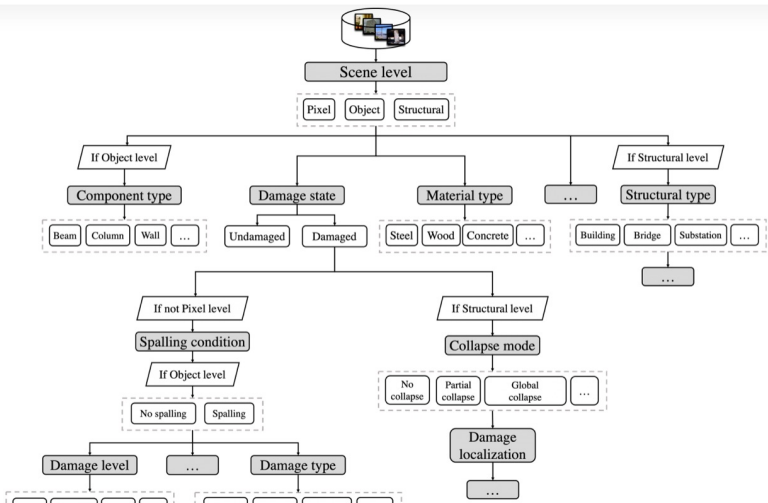 Scene level
Pixel Object Structural
If Object level If Structural level
Component type Damage state Material type ... Structural type
Beam Column Wall ... Undamaged Damaged Steel Wood Concrete ... Building Bridge Substation ...
...
If not Pixel level If Structural level
Spalling condition Collapse mode
If Object level
No collapse Partial collapse Global collapse ...
No spalling Spalling
Damage
localization
Damage level ... Damage type
...